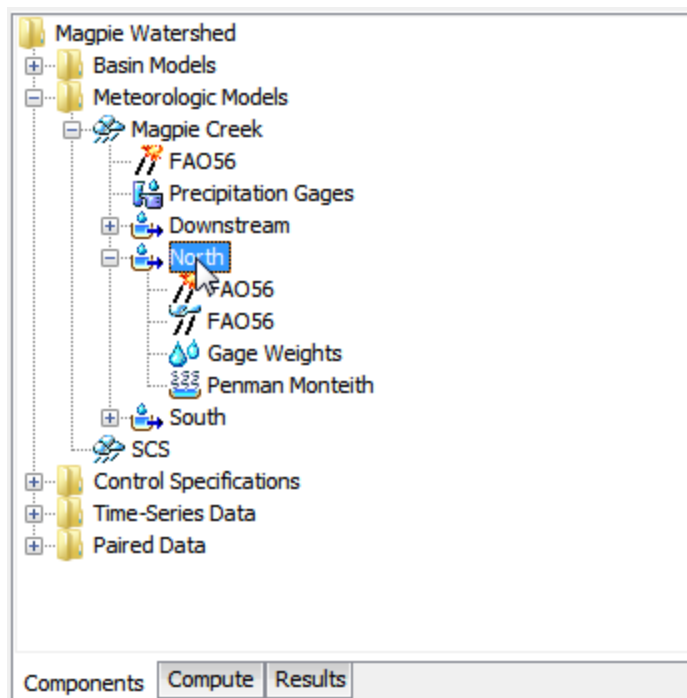 Magpie Watershed
Basin Models
Meteorologic Models
Magpie Creek
FAO56
Precipitation Gages
Downstream
North
FAO56
FAO56
Gage Weights
Penman Monteith
South
SCS
Control Specifications
Time-Series Data
Paired Data
Components Compute Results